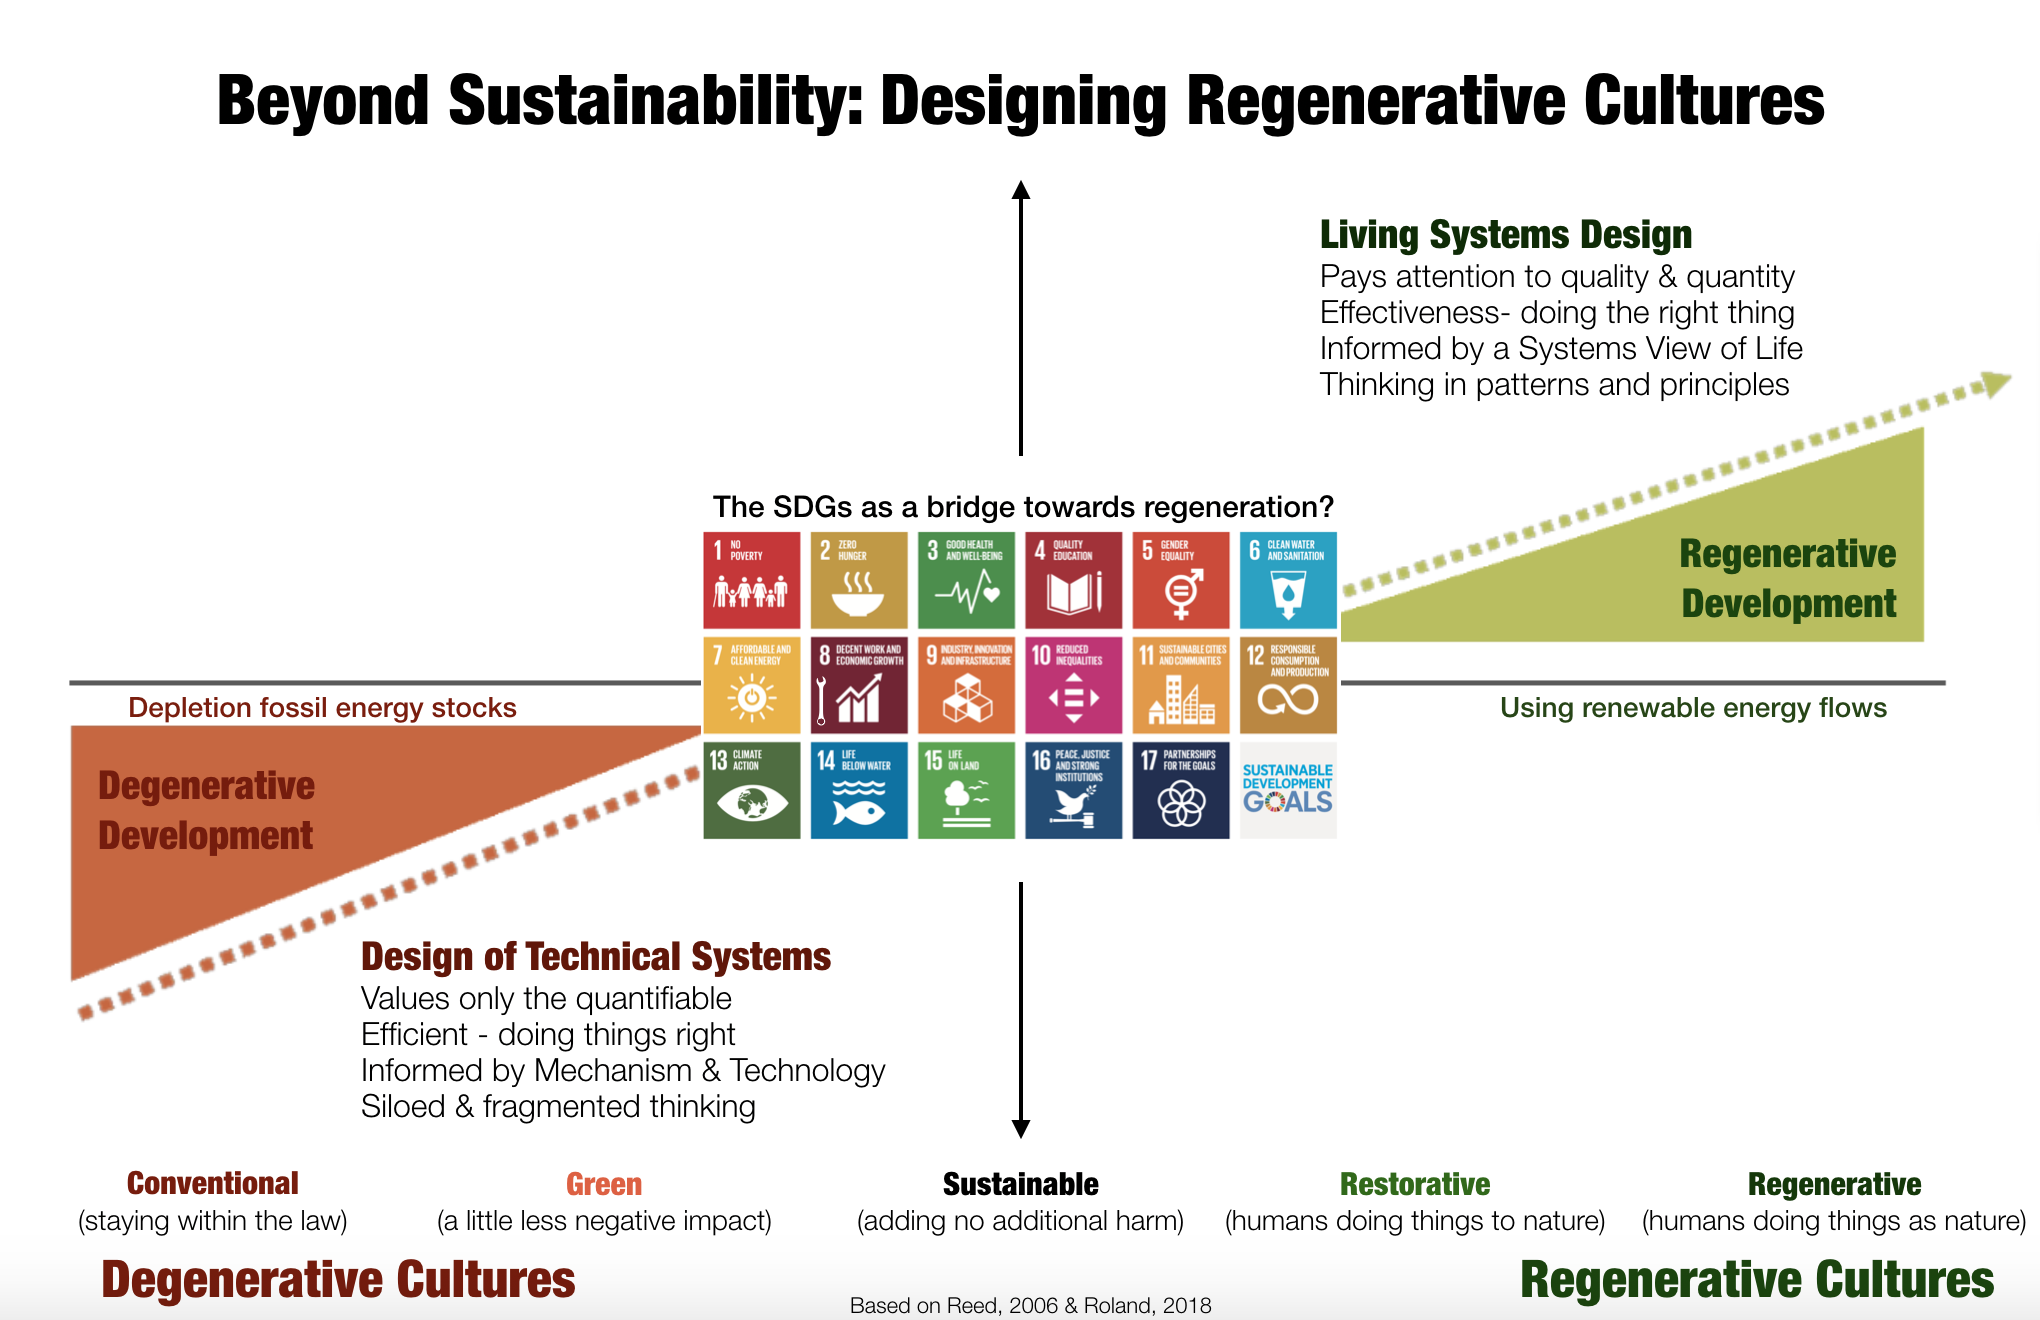 Beyond Sustainability: Designing Regenerative Cultures
Living Systems Design
Pays attention to quality & quantity
Effectiveness- doing the right thing
Informed by a Systems View of Life
Thinking in patterns and principles
The SDGs as a bridge towards regeneration?
1 NO
POVERTY
2 ZERO
HUNGER
3 GOOD HEALTH
AND WELL-BEING
4 QUALITY
EDUCATION
5 GENDER
EQUALITY
6 CLEAN WATER
AND SANITATION
7 AFFORDABLE AND
CLEAN ENERGY
8 DECENT WORK AND
ECONOMIC GROWTH
9 INDUSTRY, INNOVATION
AND INFRASTRUCTURE
10 REDUCED
INEQUALITIES
11 SUSTAINABLE CITIES
AND COMMUNITIES
12 RESPONSIBLE
CONSUMPTION
AND PRODUCTION
13 CLIMATE
ACTION
14 LIFE
BELOW WATER
15 LIFE
ON LAND
16 PEACE, JUSTICE
AND STRONG
INSTITUTIONS
17 PARTNERSHIPS
FOR THE GOALS
SUSTAINABLE
DEVELOPMENT
GOALS
Regenerative
Development
Using renewable energy flows
Depletion fossil energy stocks
Degenerative
Development
Design of Technical Systems
Values only the quantifiable
Efficient - doing things right
Informed by Mechanism & Technology
Siloed & fragmented thinking
Conventional
(staying within the law)
Green
(a little less negative impact)
Sustainable
(adding no additional harm)
Restorative
(humans doing things to nature)
Regenerative
(humans doing things as nature)
Degenerative Cultures
Regenerative Cultures
Based on Reed, 2006 & Roland, 2018